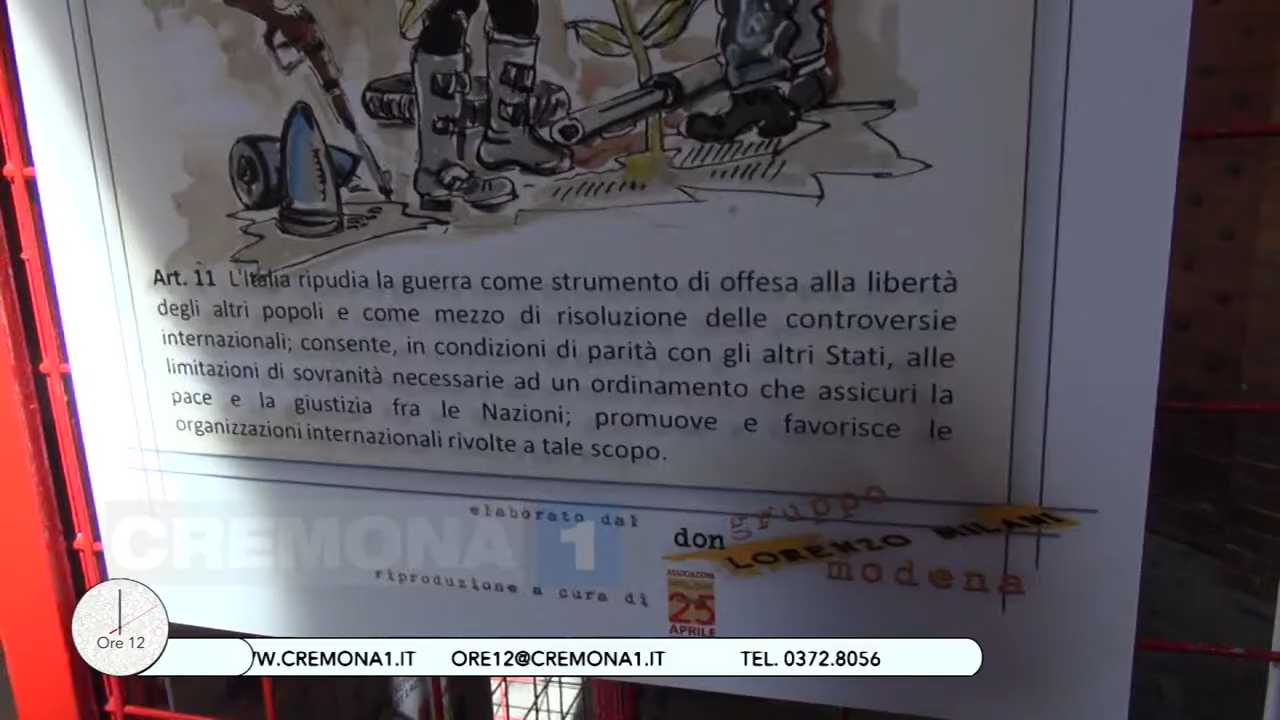 Art. 11 L'Italia ripudia la guerra come strumento di offesa alla libertà
degli altri popoli e come mezzo di risoluzione delle controversie
internazionali; consente, in condizioni di parità con gli altri Stati, alle
limitazioni di sovranità necessarie ad un ordinamento che assicuri la
pace e la giustizia fra le Nazioni; promuove e favorisce le
organizzazioni internazionali rivolte a tale scopo.
elaborato dal
gruppo
don LORENZO MILANI
modena
CREMONA 1
riproduzione a cura di
ASSOCIAZIONE
25
APRILE
Ore 12
WW.CREMONA1.IT ORE12@CREMONA1.IT TEL. 0372.8056